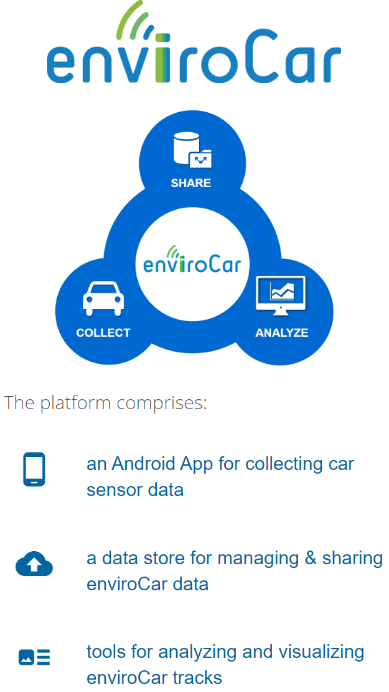 enviroCar
SHARE
enviroCar
COLLECT
ANALYZE
The platform comprises:
an Android App for collecting car
sensor data
a data store for managing & sharing
enviroCar data
tools for analyzing and visualizing
enviroCar tracks